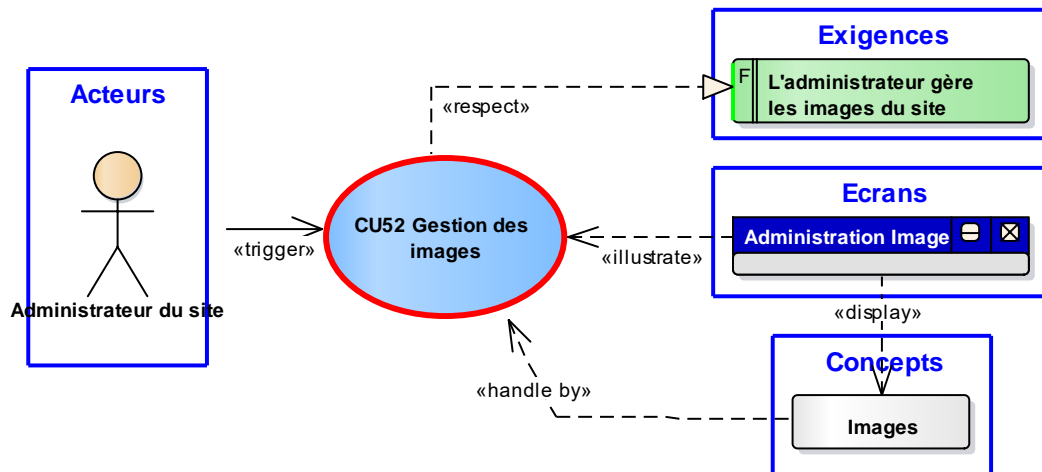 Exigences
F
L'administrateur gère
les images du site
Acteurs
«respect»
Ecrans
CU52 Gestion des
images
Administration Image
«trigger»
«illustrate»
Administrateur du site
«display»
Concepts
«handle by»
Images